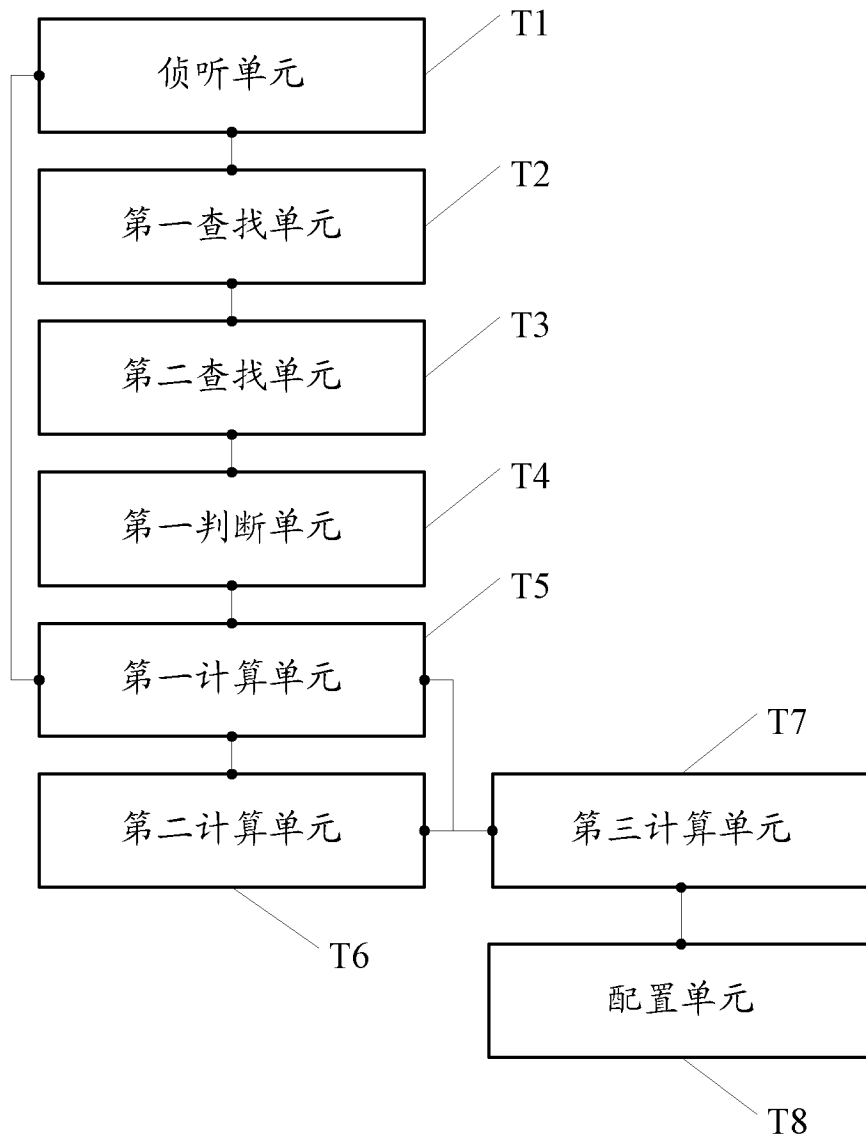 T1
侦听单元
T2
第一查找单元
T3
第二查找单元
T4
第一判断单元
T5
第一计算单元
T7
第二计算单元
第三计算单元
T6
配置单元
T8